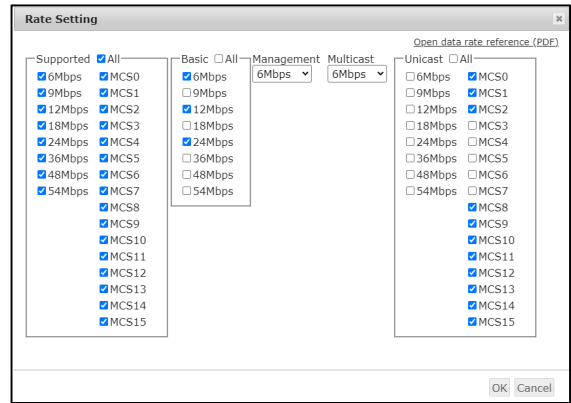 Rate Setting
Open data rate reference (PDF)
Supported All
6Mbps MCS0
9Mbps MCS1
12Mbps MCS2
18Mbps MCS3
24Mbps MCS4
36Mbps MCS5
48Mbps MCS6
54Mbps MCS7
MCS8
MCS9
MCS10
MCS11
MCS12
MCS13
MCS14
MCS15
Basic All
6Mbps
9Mbps
12Mbps
18Mbps
24Mbps
36Mbps
48Mbps
54Mbps
Management
6Mbps
Multicast
6Mbps
Unicast All
6Mbps MCS0
9Mbps MCS1
12Mbps MCS2
18Mbps MCS3
24Mbps MCS4
36Mbps MCS5
48Mbps MCS6
54Mbps MCS7
MCS8
MCS9
MCS10
MCS11
MCS12
MCS13
MCS14
MCS15
OK Cancel